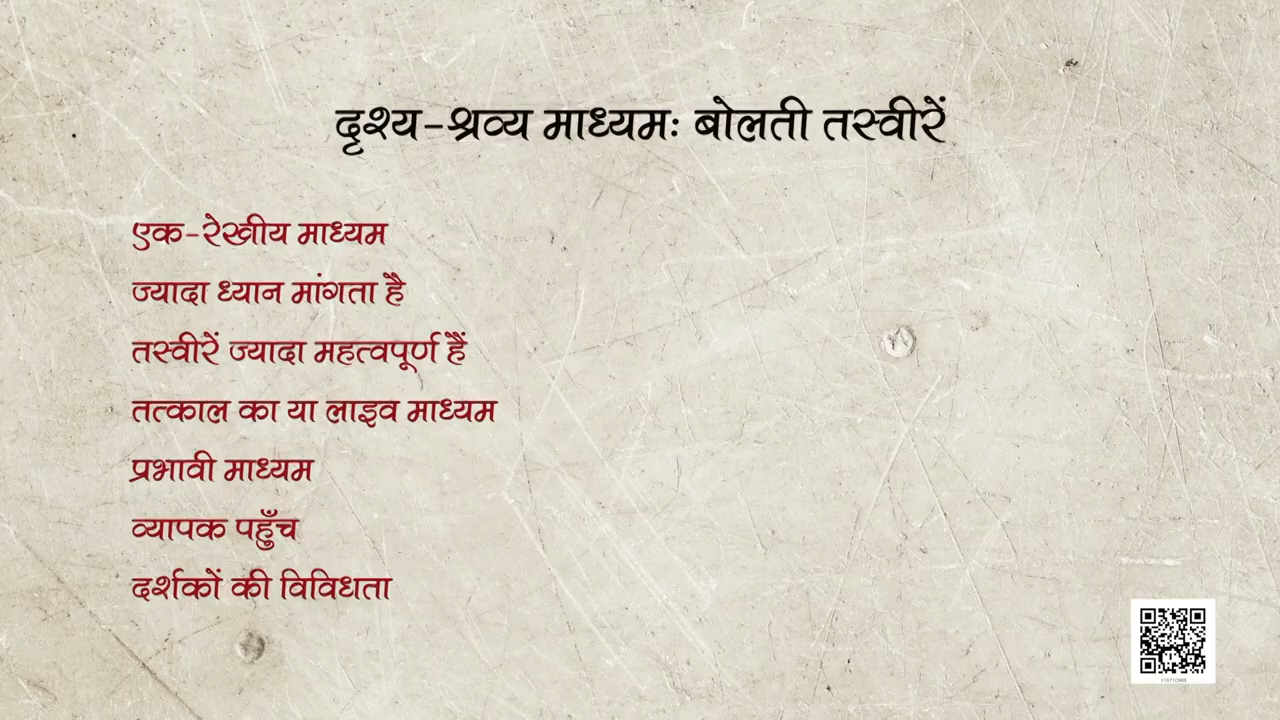 दृश्य-श्रव्य माध्यमः बोलती तस्वीरें
एक-रेखीय माध्यम
ज्यादा ध्यान मांगता है
तस्वीरें ज्यादा महत्वपूर्ण हैं
तत्काल का या लाइव माध्यम
प्रभावी माध्यम
व्यापक पहुँच
दर्शकों की विविधता